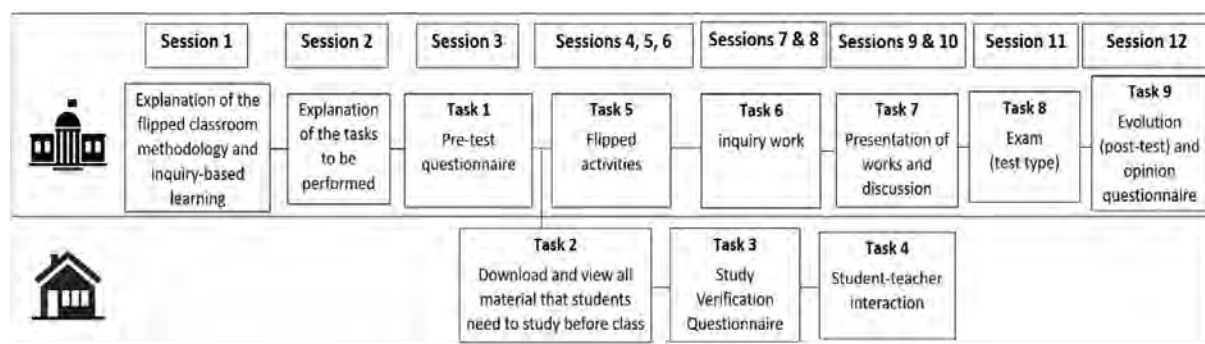 Session 1
Session 2
Session 3
Sessions 4, 5, 6
Sessions 7 & 8
Sessions 9 & 10
Session 11
Session 12
Explanation of the
flipped classroom
methodology and
inquiry-based
learning
Explanation
of the tasks
to be
performed
Task 1
Pre-test
questionnaire
Task 5
Flipped
activities
Task 6
inquiry work
Task 7
Presentation of
works and
discussion
Task 8
Exam
(test type)
Task 9
Evolution
(post-test) and
opinion
questionnaire
Task 2
Download and view all
material that students
need to study before class
Task 3
Study
Verification
Questionnaire
Task 4
Student-teacher
interaction